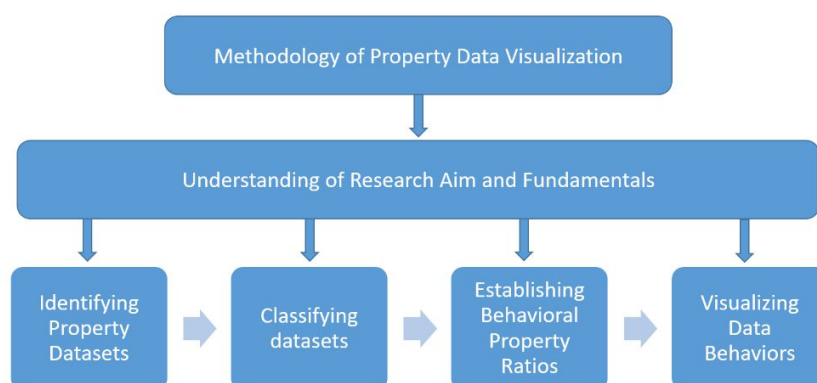 Methodology of Property Data Visualization
Understanding of Research Aim and Fundamentals
Identifying
Property
Datasets
Classifying
datasets
Establishing
Behavioral
Property
Ratios
Visualizing
Data
Behaviors